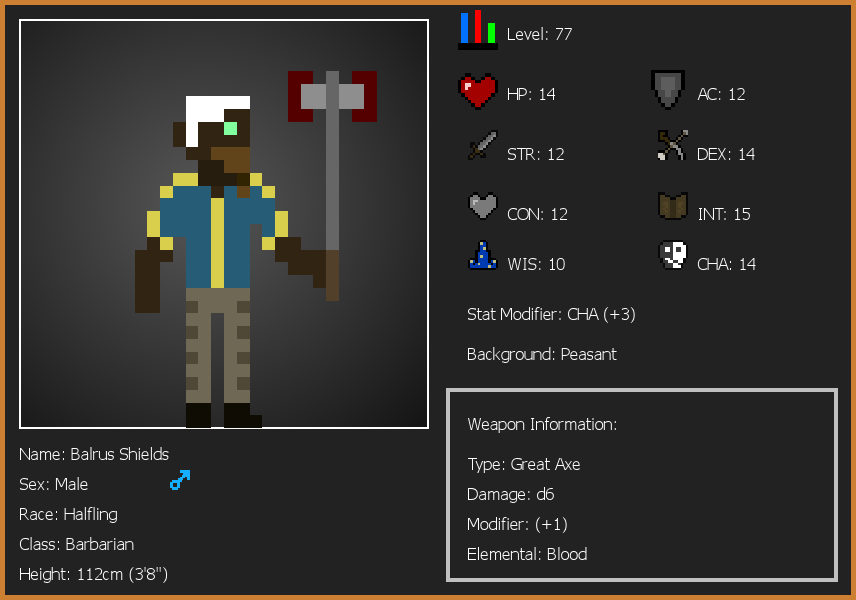 Level: 77
HP: 14
AC: 12
STR: 12
DEX: 14
CON: 12
INT: 15
WIS: 10
CHA: 14
Stat Modifier: CHA (+3)
Background: Peasant
Weapon Information:
Type: Great Axe
Damage: d6
Modifier: (+1)
Elemental: Blood
Name: Balrus Shields
Sex: Male
Race: Halfling
Class: Barbarian
Height: 112cm (3'8")